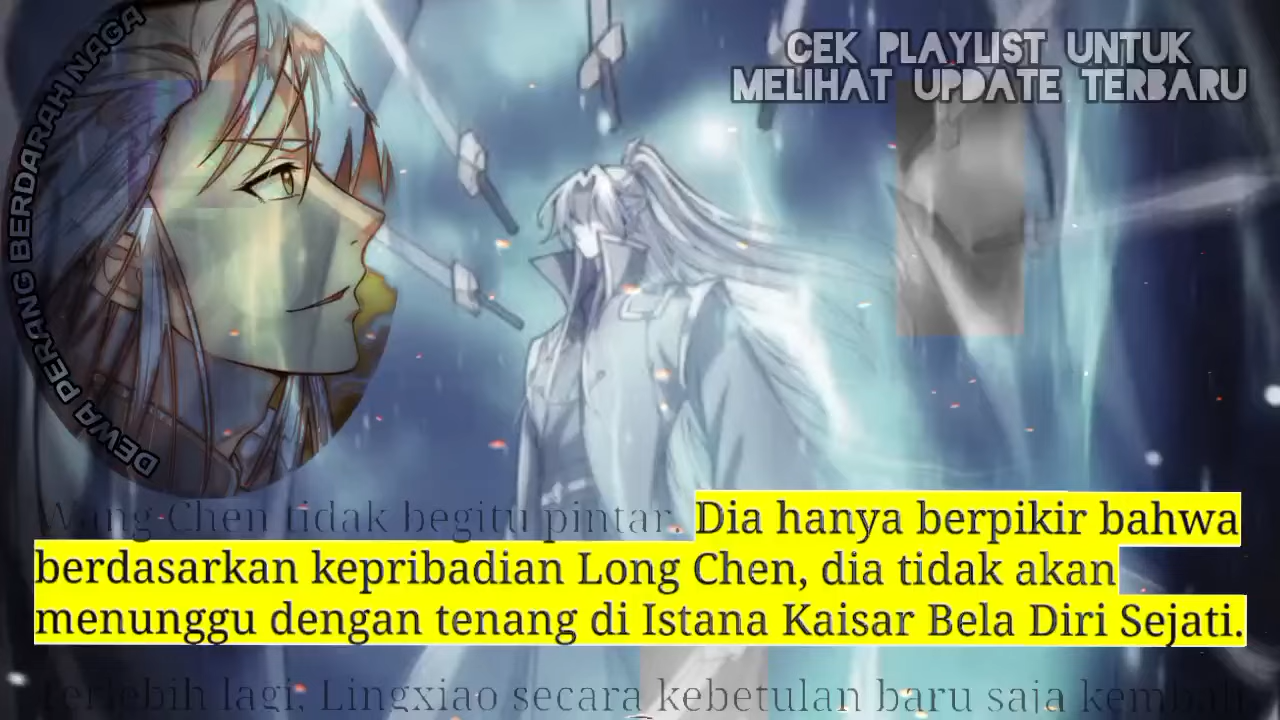 CEK PLAYLIST UNTUK
MELIHAT UPDATE TERBARU
DEWA PERANG BERDARAH NAGA
Wang Chen tidak begitu pintar. Dia hanya berpikir bahwa
berdasarkan kepribadian Long Chen, dia tidak akan
menunggu dengan tenang di Istana Kaisar Bela Diri Sejati.
Terlebih lagi, Lingxiao secara kebetulan baru saja kembali